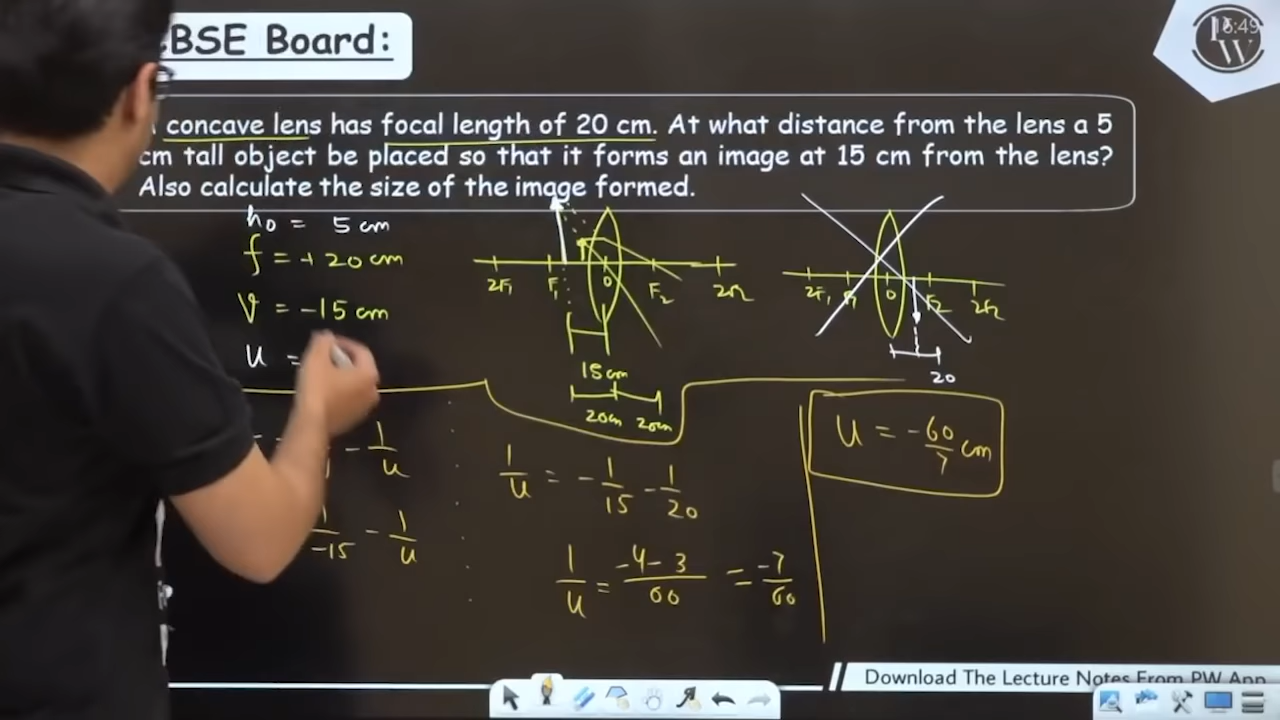 BSE Board:
15:49
PW
concave lens has focal length of 20 cm. At what distance from the lens a 5
cm tall object be placed so that it forms an image at 15 cm from the lens?
Also calculate the size of the image formed.
h₀ = 5 cm
f = + 20 cm
V = -15 cm
u =
2F₁ F₁ O F₂ 2F₂
15cm
20cm 20cm
2F₁ F₁ O F₂ 2F₂
20
- 1/u
1/-15 - 1/u
1/u = - 1/15 - 1/20
1/u = -4-3/60 = -7/60
u = -60/7 cm
Download The Lecture Notes From PW App